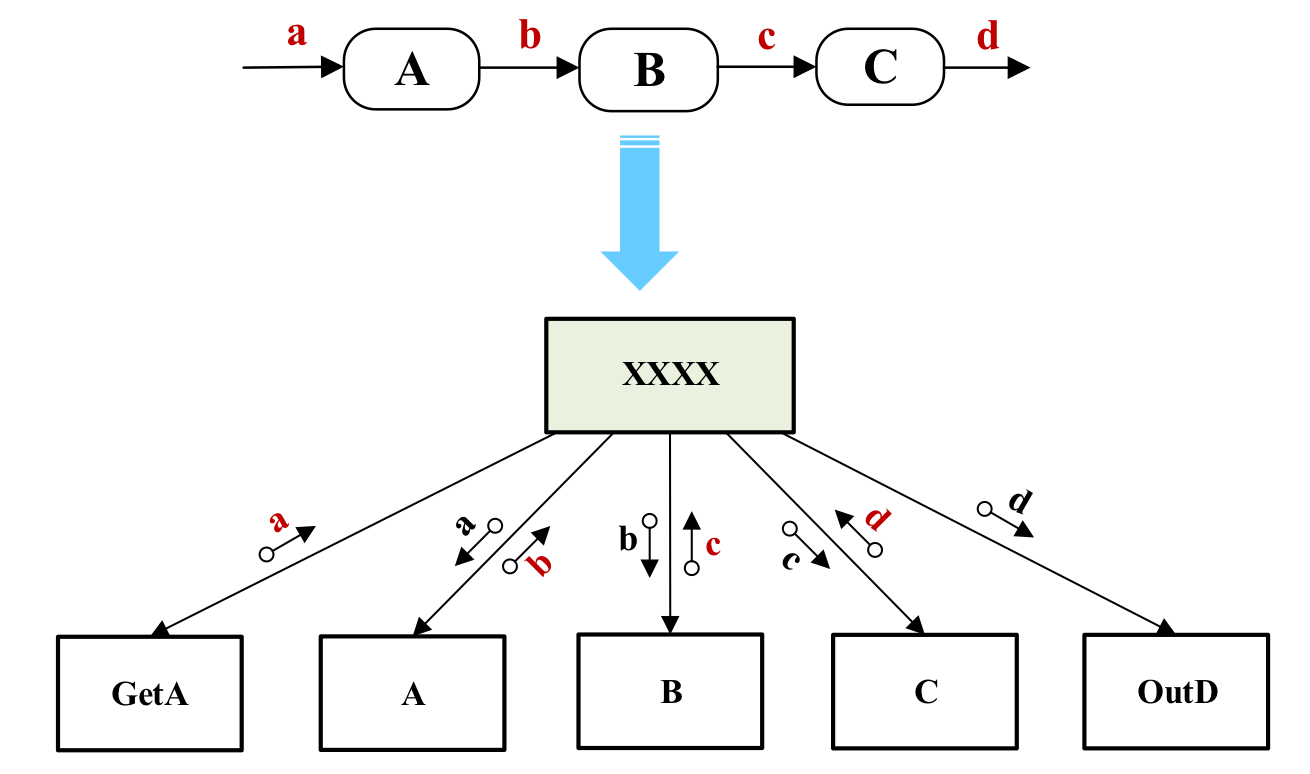 a b c d
A B C
XXXX
a a b b c c d d
GetA A B C OutD